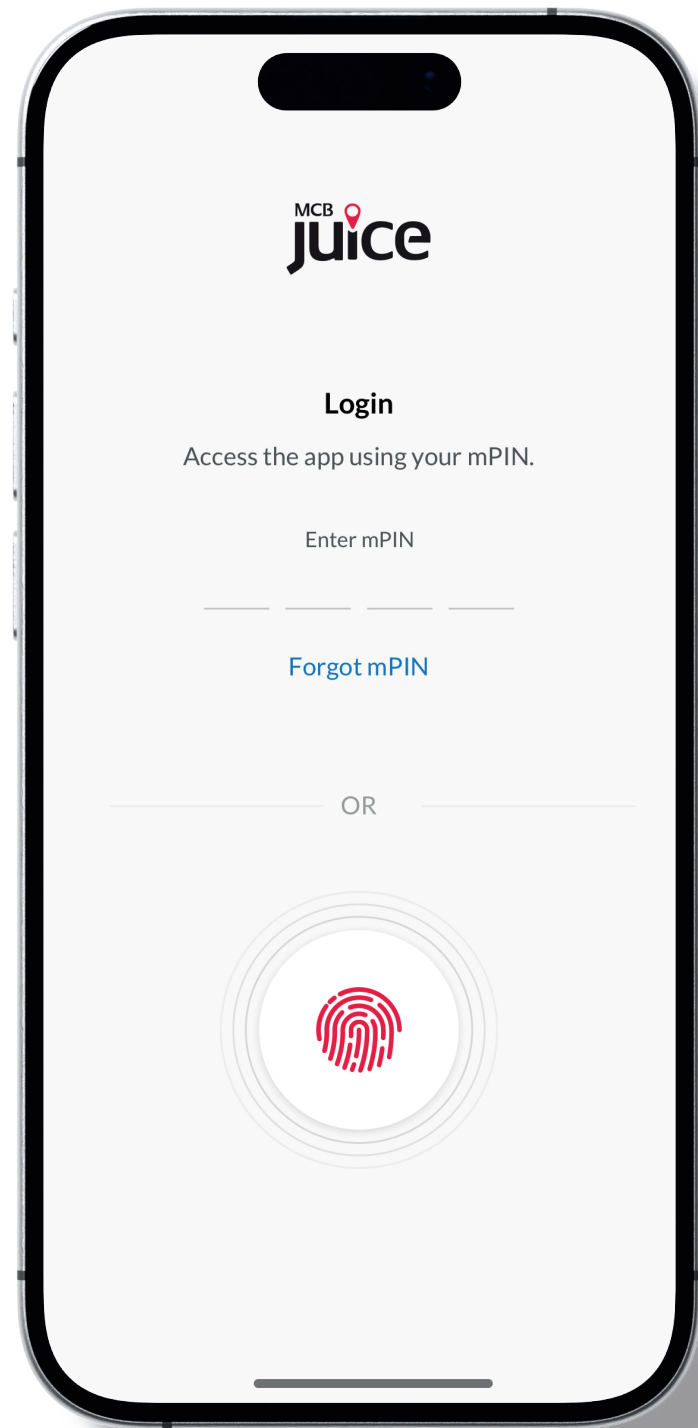 MCB
juice
Login
Access the app using your mPIN.
Enter mPIN
Forgot mPIN
OR